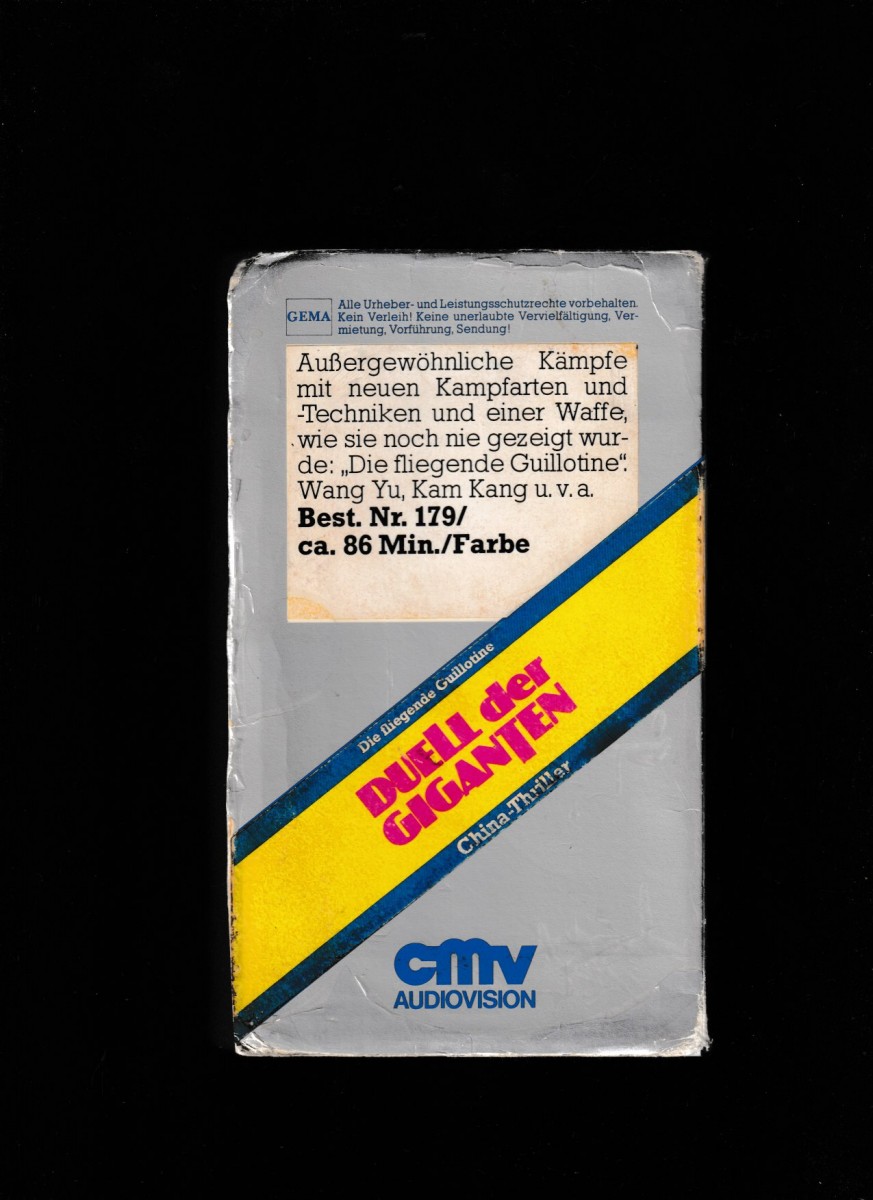 GEMA
Alle Urheber- und Leistungsschutzrechte vorbehalten.
Kein Verleih! Keine unerlaubte Vervielfältigung, Ver-
mietung, Vorführung, Sendung!
Außergewöhnliche Kämpfe
mit neuen Kampfarten und
-Techniken und einer Waffe,
wie sie noch nie gezeigt wur-
de: „Die fliegende Guillotine“.
Wang Yu, Kam Kang u. v. a.
Best. Nr. 179/
ca. 86 Min./Farbe
Die fliegende Guillotine
DUELL der
GIGANTEN
China-Thriller
cmv
AUDIOVISION